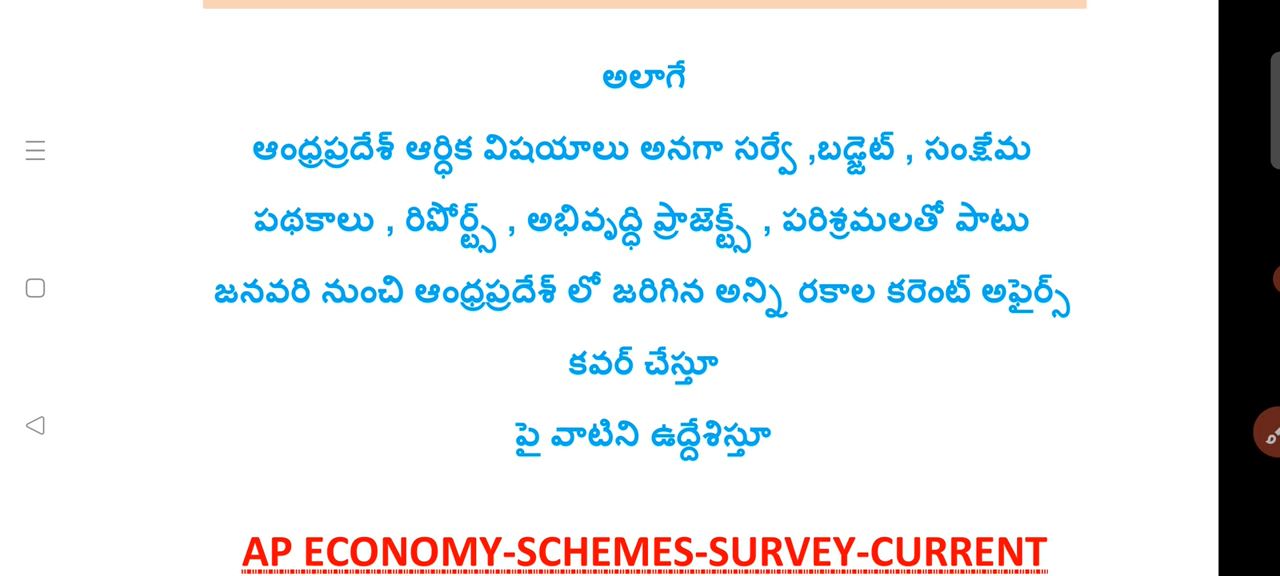 అలాగే
ఆంధ్రప్రదేశ్ ఆర్ధిక విషయాలు అనగా సర్వే ,బడ్జెట్ , సంక్షేమ
పథకాలు , రిపోర్ట్స్ , అభివృద్ధి ప్రాజెక్ట్స్ , పరిశ్రమలతో పాటు
జనవరి నుంచి ఆంధ్రప్రదేశ్ లో జరిగిన అన్ని రకాల కరెంట్ అఫైర్స్
కవర్ చేస్తూ
పై వాటిని ఉద్దేశిస్తూ
AP ECONOMY-SCHEMES-SURVEY-CURRENT